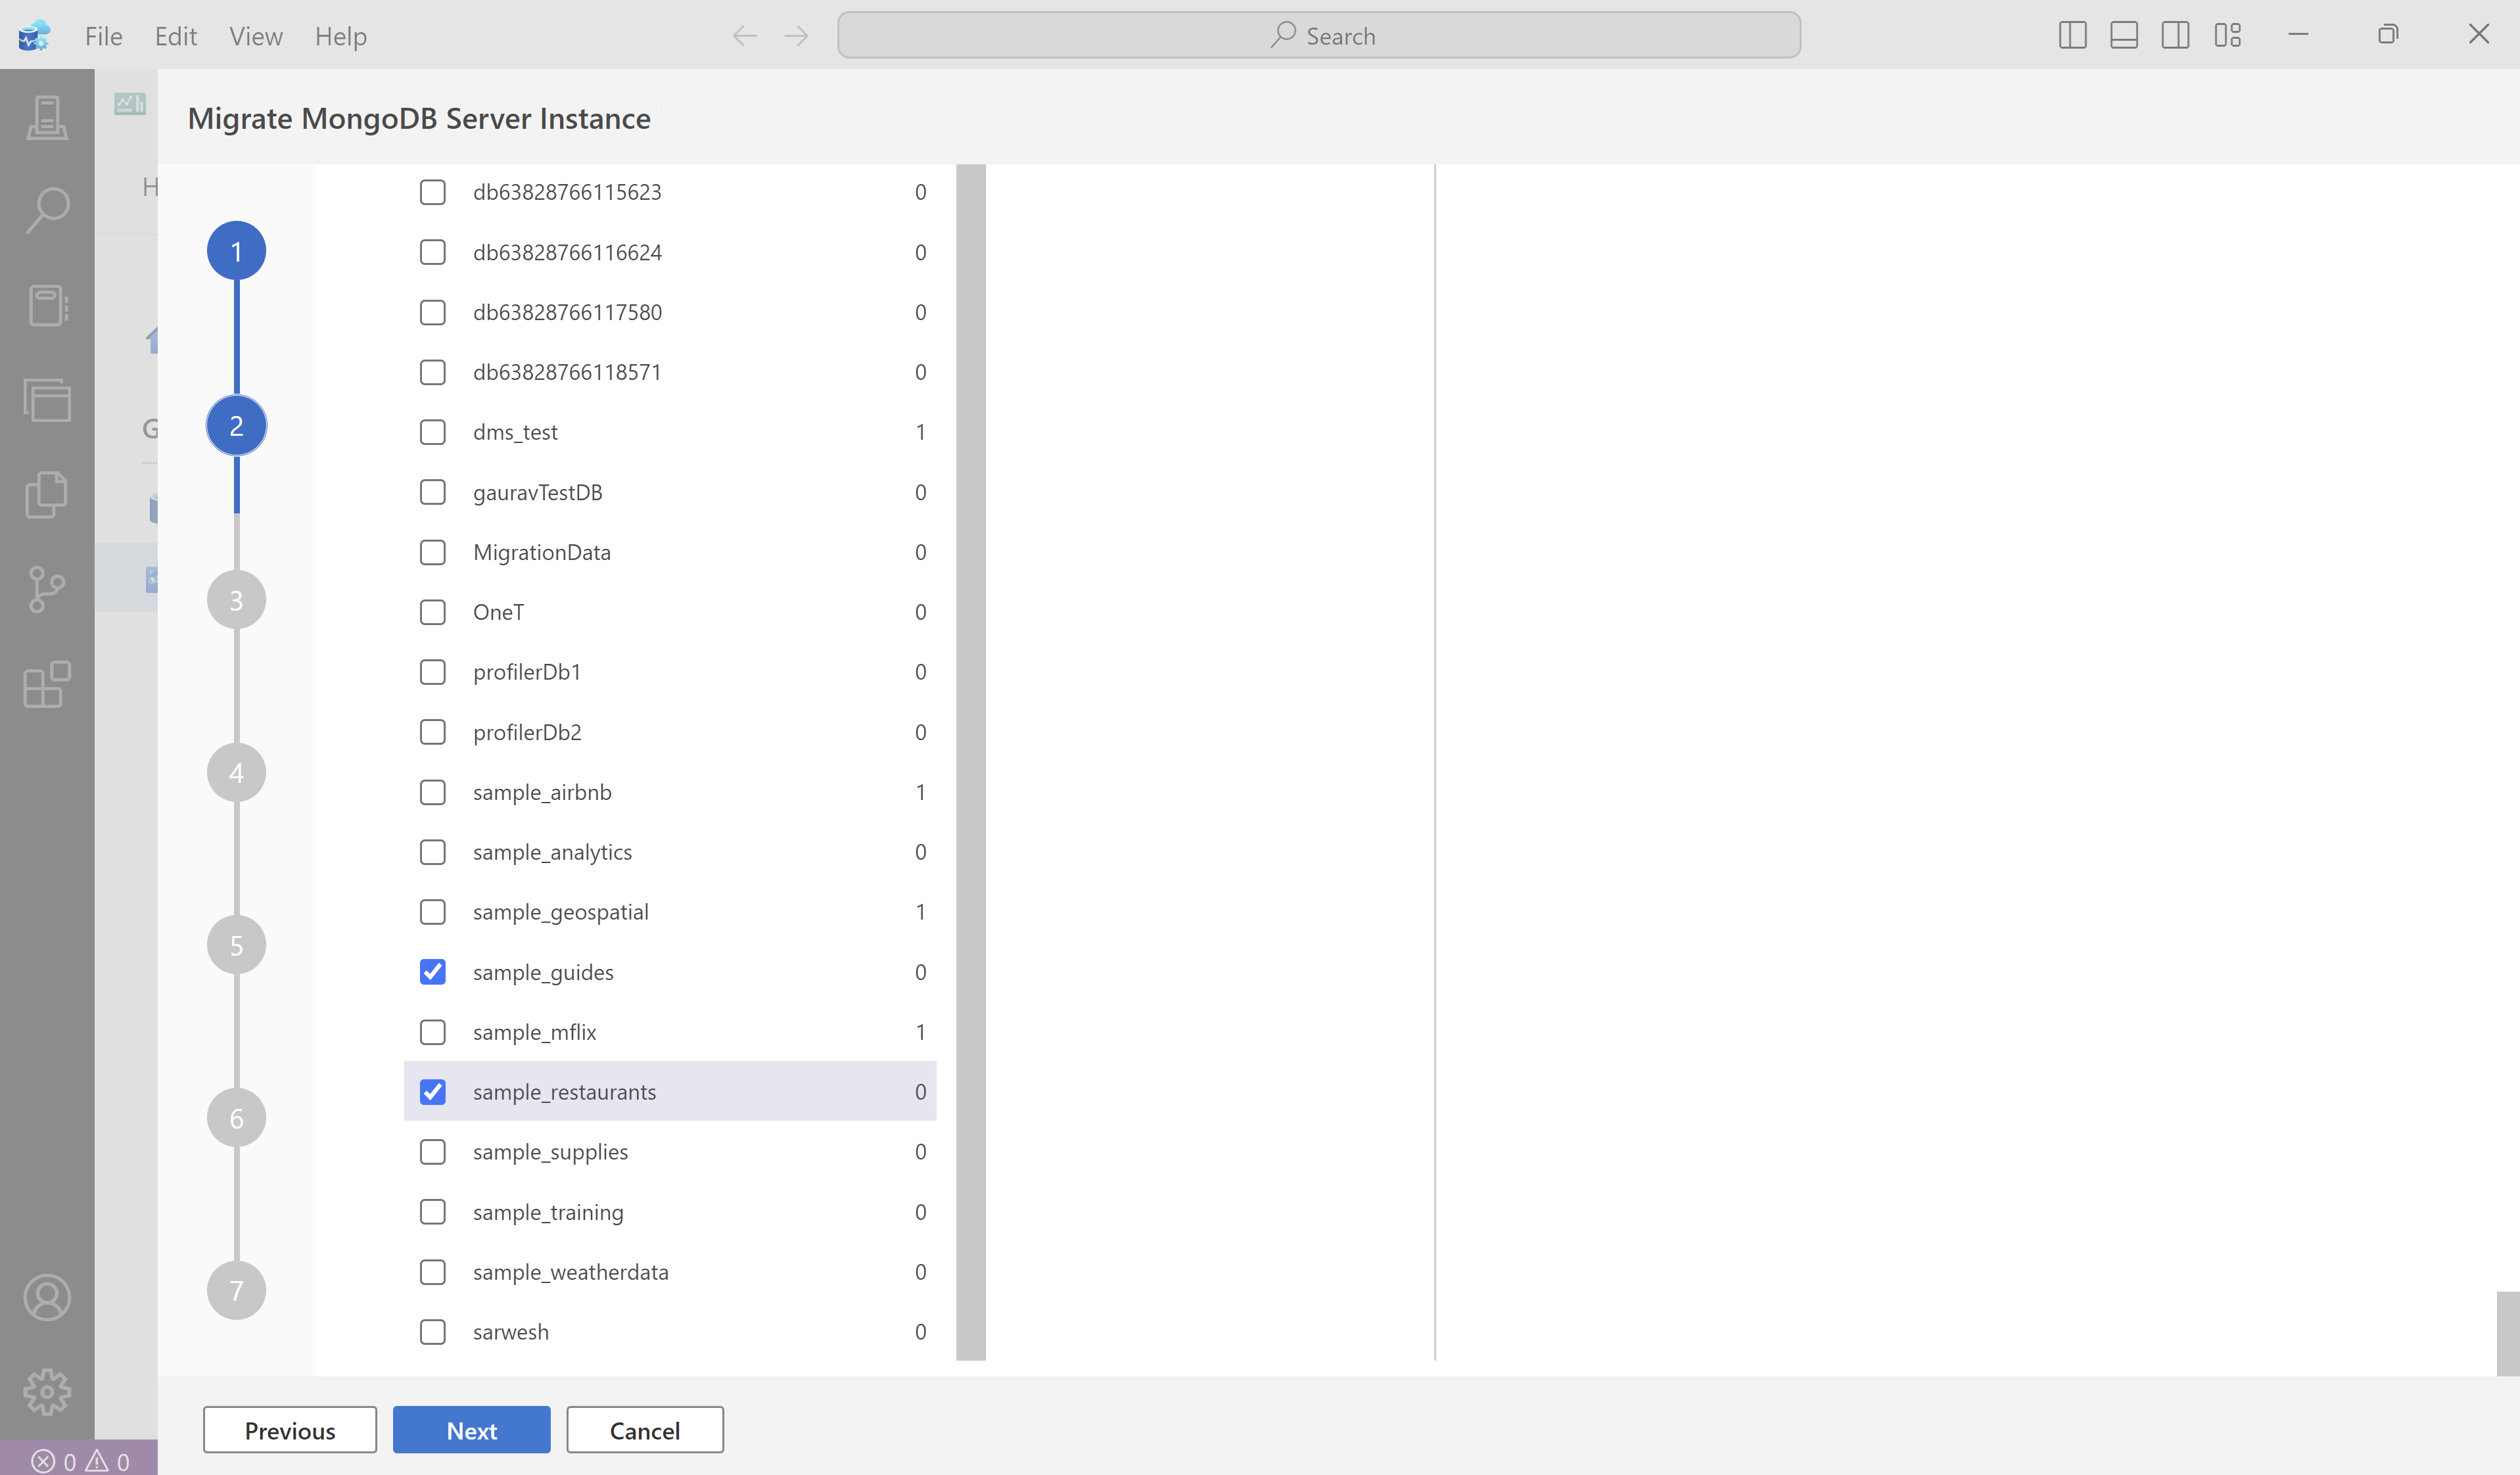 File Edit View Help Search
Migrate MongoDB Server Instance
H
G
1
2
3
4
5
6
7
db63828766115623 0
db63828766116624 0
db63828766117580 0
db63828766118571 0
dms_test 1
gauravTestDB 0
MigrationData 0
OneT 0
profilerDb1 0
profilerDb2 0
sample_airbnb 1
sample_analytics 0
sample_geospatial 1
sample_guides 0
sample_mflix 1
sample_restaurants 0
sample_supplies 0
sample_training 0
sample_weatherdata 0
sarwesh 0
Previous Next Cancel
0 0